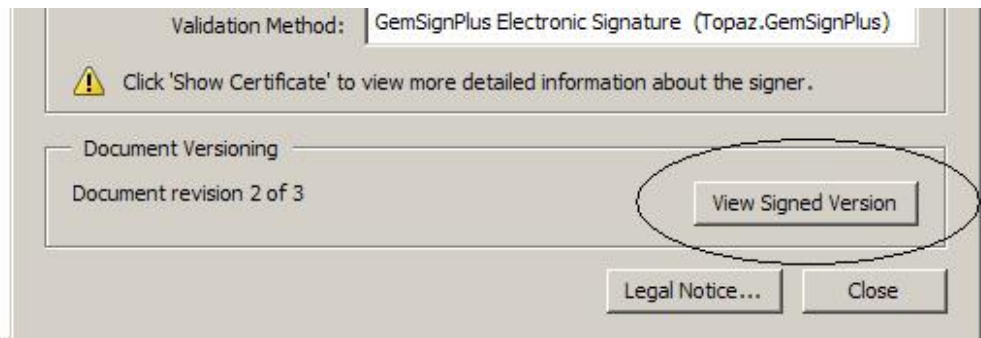 Validation Method: GemSignPlus Electronic Signature (Topaz.GemSignPlus)
Click 'Show Certificate' to view more detailed information about the signer.
Document Versioning
Document revision 2 of 3
View Signed Version
Legal Notice...
Close